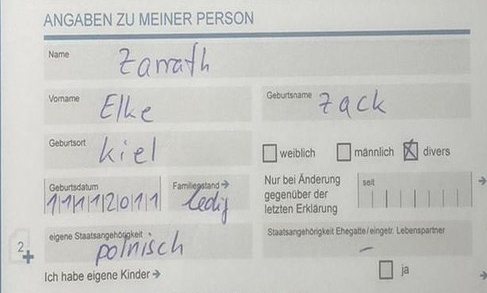 ANGABEN ZU MEINER PERSON
Name
Zarrath
Vorname
Elke
Geburtsname
Zack
Geburtsort
Kiel
weiblich männlich divers
Geburtsdatum
11112011
Familienstand →
ledig
Nur bei Änderung
gegenüber der
letzten Erklärung
seit
eigene Staatsangehörigkeit
polnisch
Staatsangehörigkeit Ehegatte/eingetr. Lebenspartner
–
2
Ich habe eigene Kinder → ja